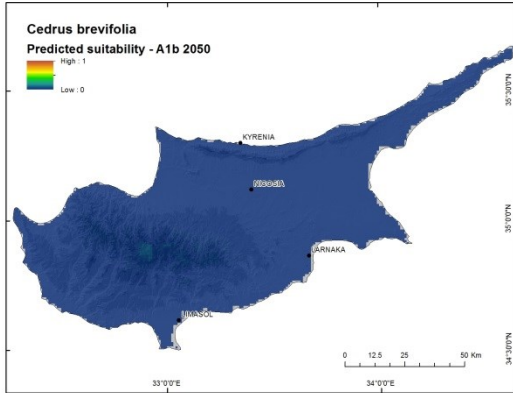 Cedrus brevifolia
Predicted suitability - A1b 2050
High : 1
Low : 0
KYRENIA
NICOSIA
LARNAKA
LIMASOL
35°30'0"N
35°0'0"N
34°30'0"N
0 12.5 25 50 Km
33°0'0"E 34°0'0"E